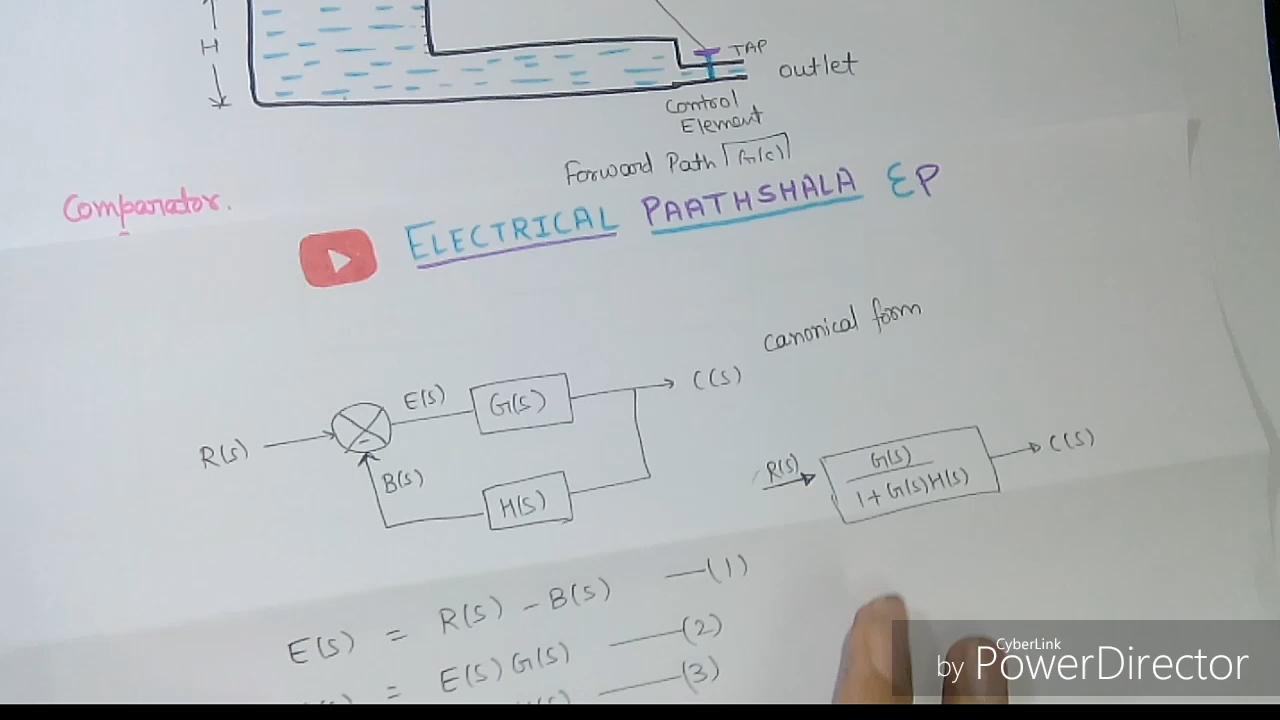 H
TAP
outlet
Control
Element
Forward Path G(s)
Comparator.
ELECTRICAL PAATHSHALA EP
canonical form
R(s)
E(s)
G(s)
C(s)
-
B(s)
H(s)
R(s)
G(s)
1+G(s)H(s)
C(s)
E(s) = R(s) - B(s) —(1)
= E(s) G(s) —(2)
—(3)
CyberLink
by PowerDirector